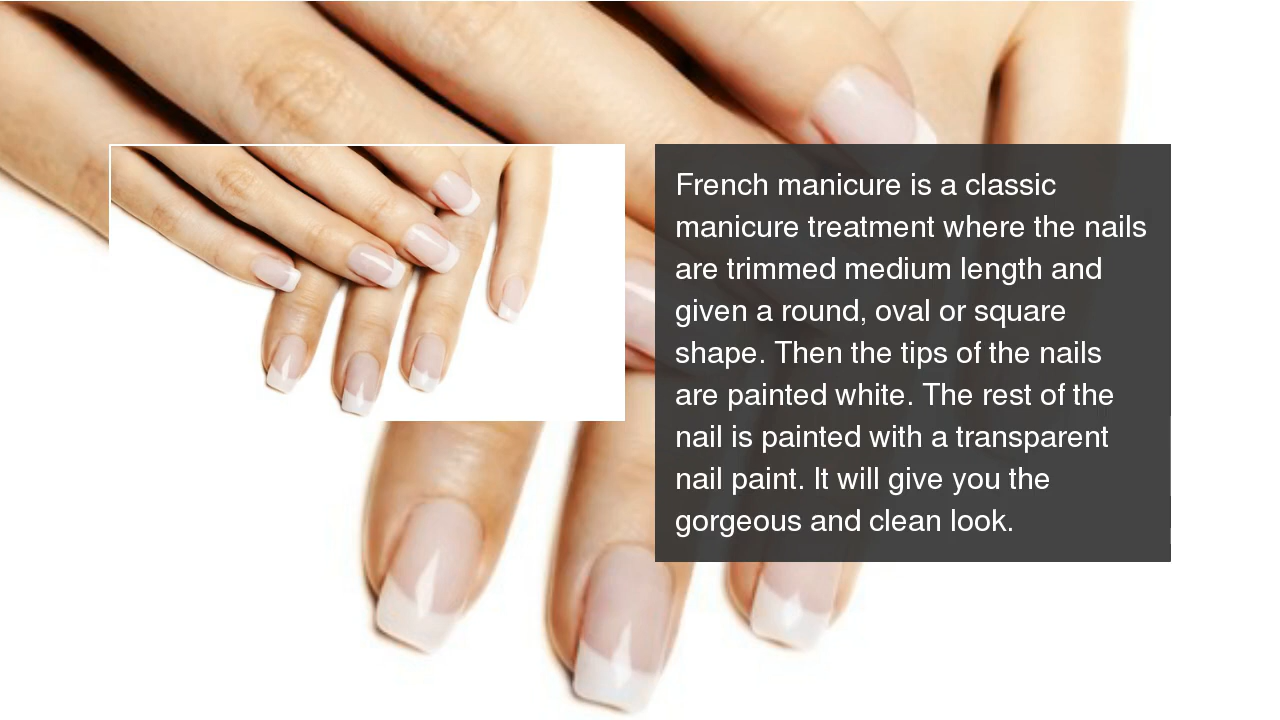 French manicure is a classic
manicure treatment where the nails
are trimmed medium length and
given a round, oval or square
shape. Then the tips of the nails
are painted white. The rest of the
nail is painted with a transparent
nail paint. It will give you the
gorgeous and clean look.